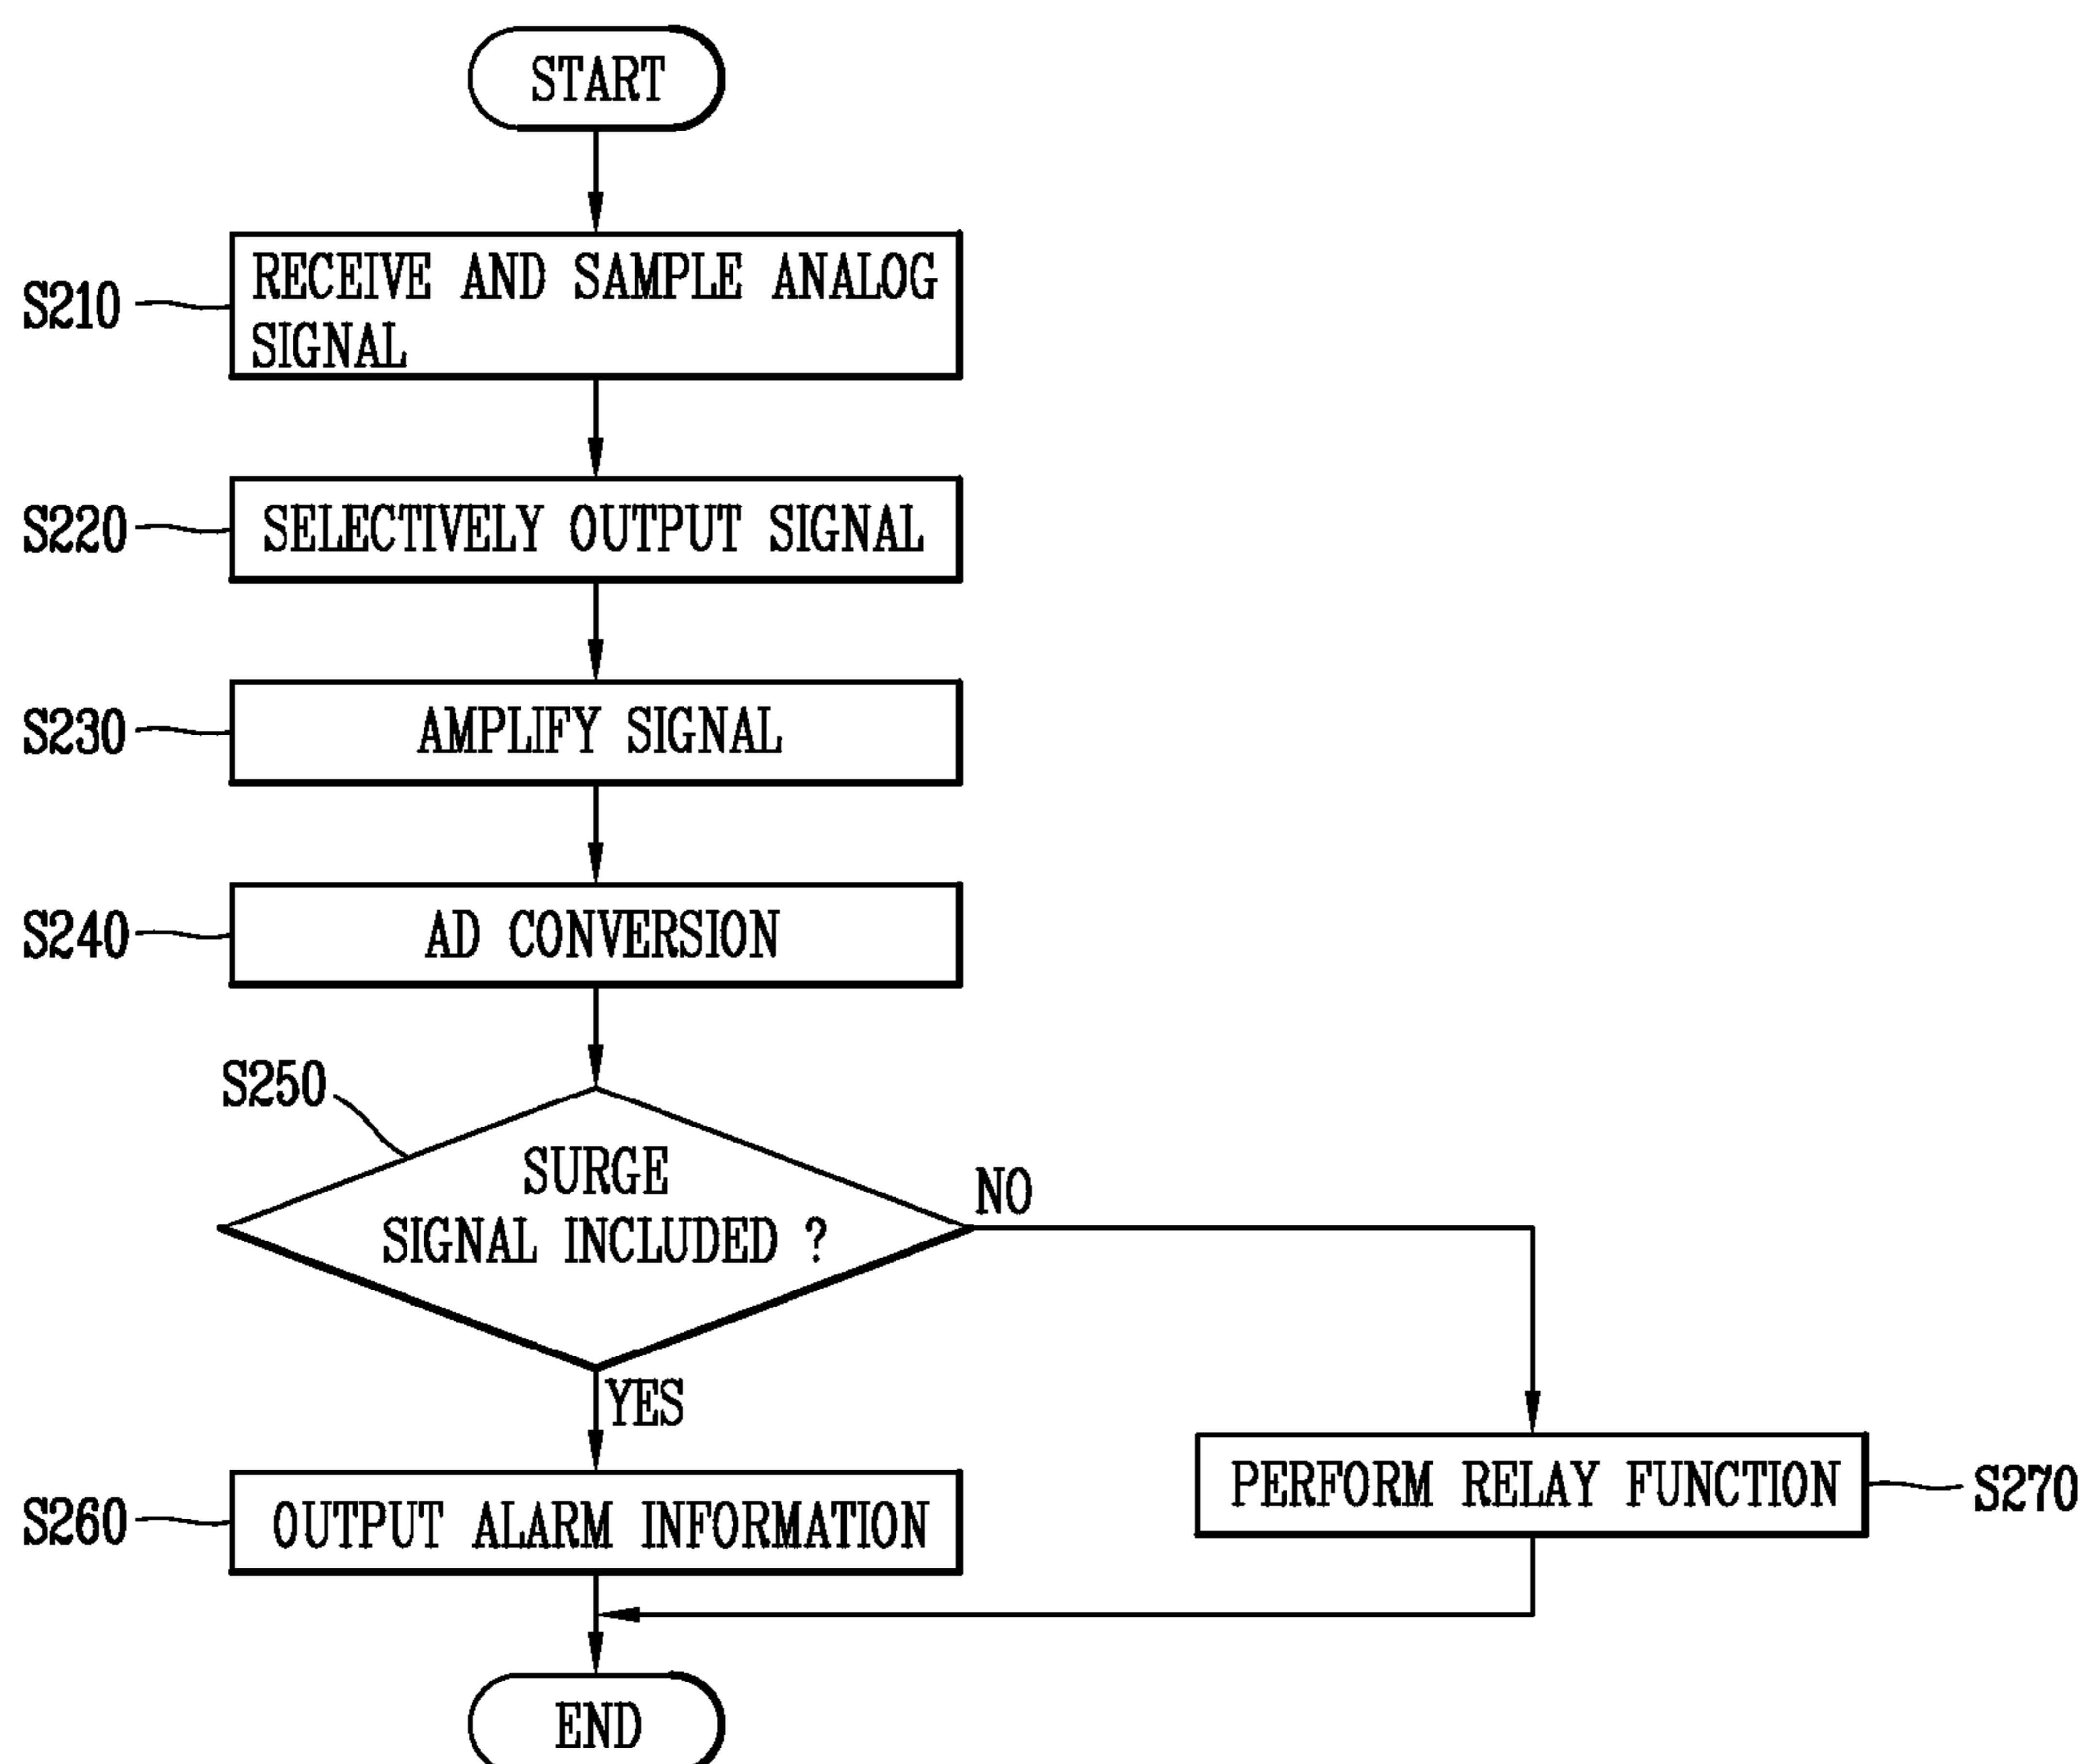 START
S210
RECEIVE AND SAMPLE ANALOG
SIGNAL
S220
SELECTIVELY OUTPUT SIGNAL
S230
AMPLIFY SIGNAL
S240
AD CONVERSION
S250
SURGE
SIGNAL INCLUDED ?
NO
YES
S260
OUTPUT ALARM INFORMATION
PERFORM RELAY FUNCTION
S270
END